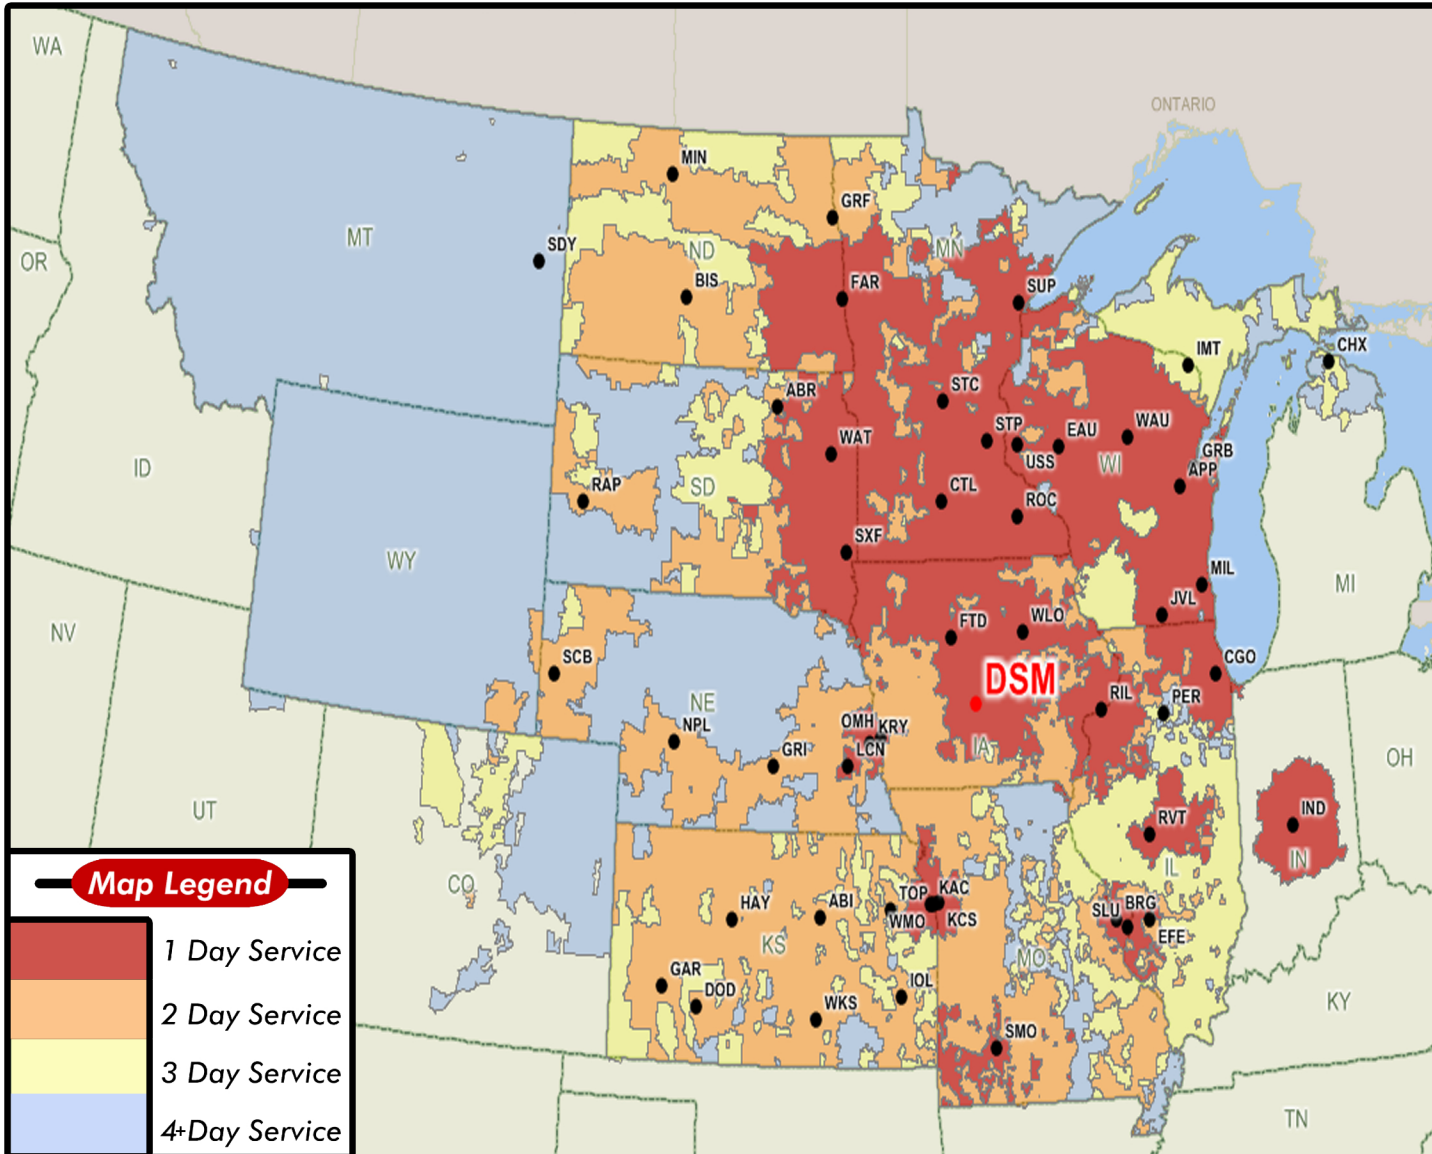 WA
ONTARIO
MIN
GRF
MT
SDY
ND
MN
OR
BIS
FAR
SUP
IMT
CHX
ABR
STC
WAT
STP
EAU
WAU
USS
WI
GRB
APP
ID
RAP
SD
CTL
ROC
SXF
WY
MIL
MI
JVL
NV
FTD
WLO
SCB
DSM
CGO
NE
RIL
PER
NPL
OMH
KRY
GRI
LCN
IA
OH
UT
RVT
IND
IN
IL
CO
HAY
ABI
TOP
KAC
WMO
KCS
SLU
BRG
EFE
KS
MO
GAR
DOD
IOL
WKS
KY
SMO
TN
Map Legend
1 Day Service
2 Day Service
3 Day Service
4+Day Service